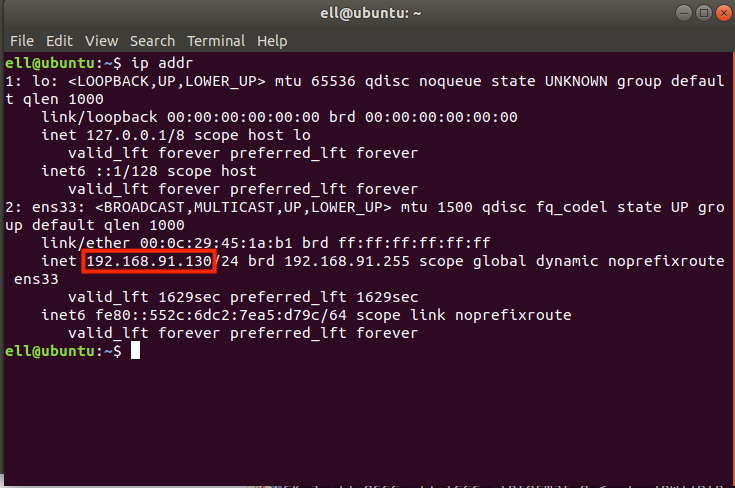 ell@ubuntu: ~
File Edit View Search Terminal Help
ell@ubuntu:~$ ip addr
1: lo: <LOOPBACK,UP,LOWER_UP> mtu 65536 qdisc noqueue state UNKNOWN group defaul
t qlen 1000
    link/loopback 00:00:00:00:00:00 brd 00:00:00:00:00:00
    inet 127.0.0.1/8 scope host lo
       valid_lft forever preferred_lft forever
    inet6 ::1/128 scope host
       valid_lft forever preferred_lft forever
2: ens33: <BROADCAST,MULTICAST,UP,LOWER_UP> mtu 1500 qdisc fq_codel state UP gro
up default qlen 1000
    link/ether 00:0c:29:45:1a:b1 brd ff:ff:ff:ff:ff:ff
    inet 192.168.91.130/24 brd 192.168.91.255 scope global dynamic noprefixroute
 ens33
       valid_lft 1629sec preferred_lft 1629sec
    inet6 fe80::552c:6dc2:7ea5:d79c/64 scope link noprefixroute
       valid_lft forever preferred_lft forever
ell@ubuntu:~$